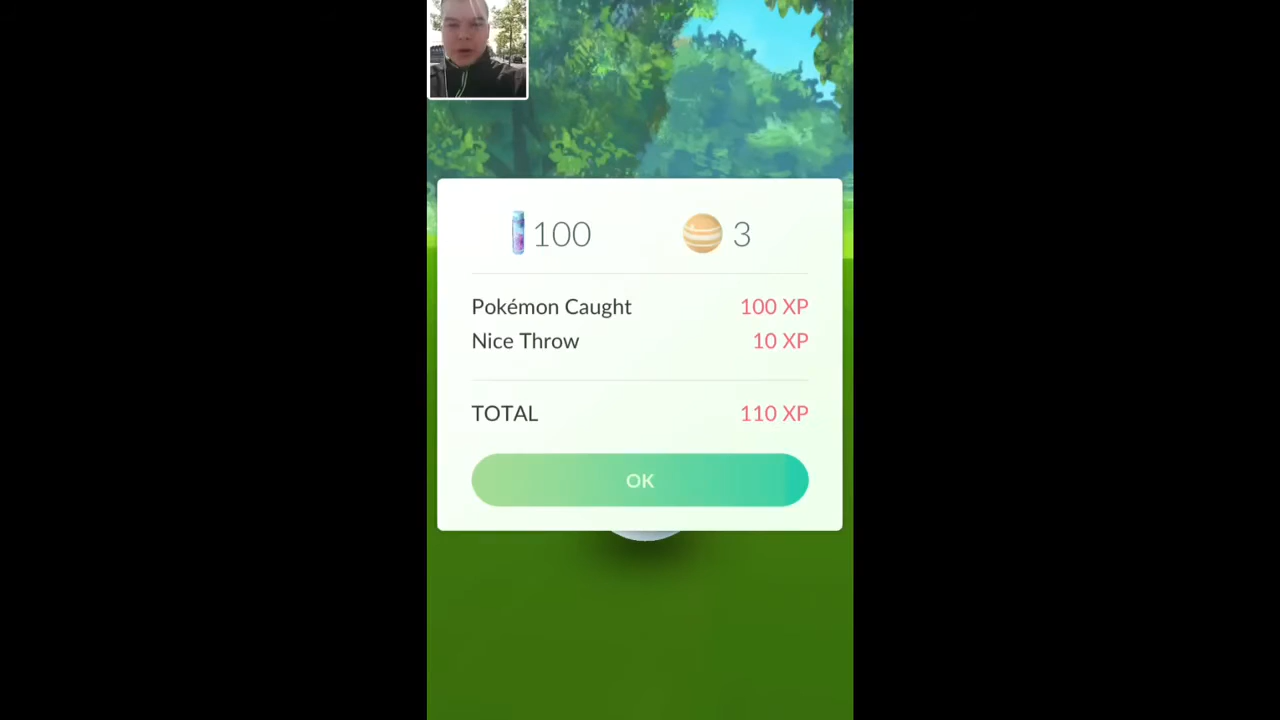 100 3
Pokémon Caught 100 XP
Nice Throw 10 XP
TOTAL 110 XP
OK